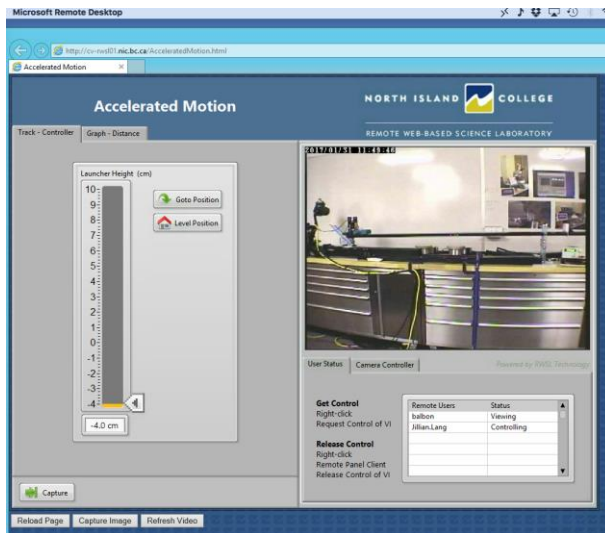 Microsoft Remote Desktop
http://cv-rwsl01.nic.bc.ca/AcceleratedMotion.html
Accelerated Motion
Accelerated Motion
NORTH ISLAND COLLEGE
REMOTE WEB-BASED SCIENCE LABORATORY
Track - Controller
Graph - Distance
2017/01/31
Launcher Height (cm)
10
9
8
7
6
5
4
3
2
1
0
-1
-2
-3
-4
Goto Position
Level Position
-4.0 cm
User Status
Camera Controller
Powered by RWSL Technology
Get Control
Right-click
Request Control of VI
Release Control
Right-click
Remote Panel Client
Release Control of VI
Remote Users
Status
balbon
Viewing
Jillian.Lang
Controlling
Capture
Reload Page
Capture Image
Refresh Video